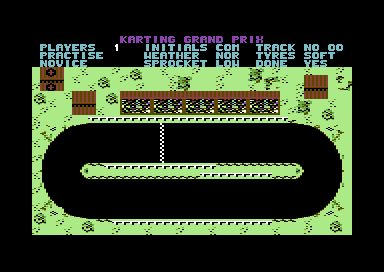 KARTING GRAND PRIX
PLAYERS 1 INITIALS COM TRACK NO 00
PRACTISE WEATHER NOR TYRES SOFT
NOVICE SPROCKET LOW DONE YES